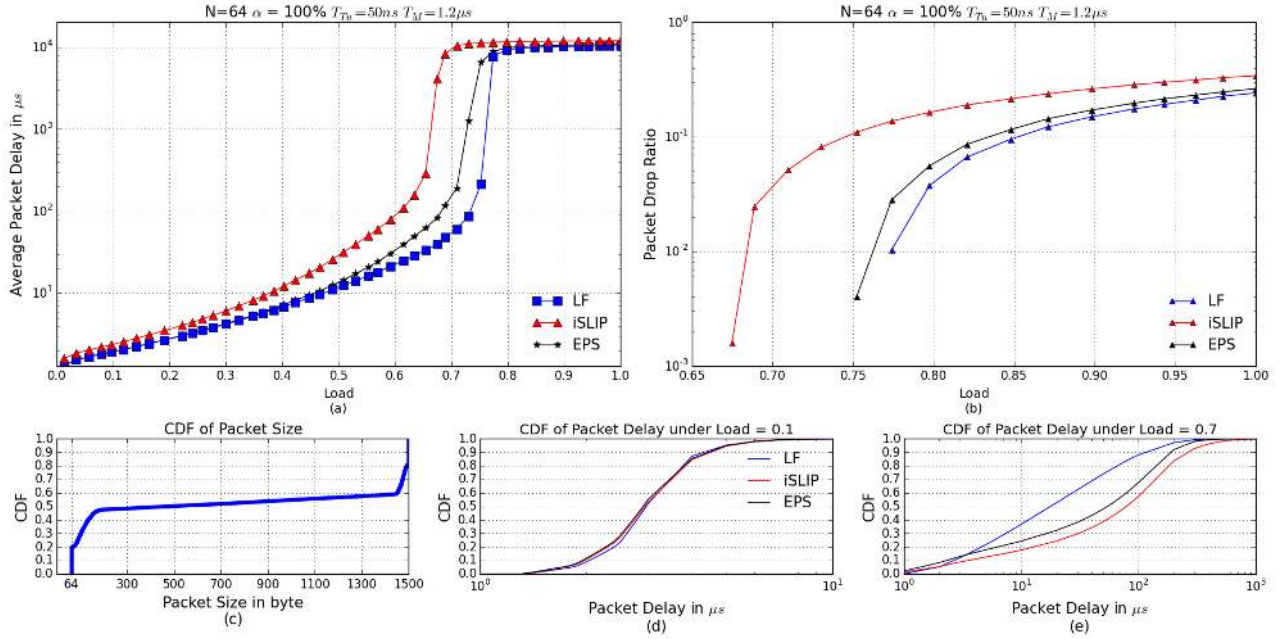 N=64 α = 100% T_Tu=50ns T_M=1.2μs
Average Packet Delay in μs
10^4
10^3
10^2
10^1
LF
iSLIP
EPS
0.0 0.1 0.2 0.3 0.4 0.5 0.6 0.7 0.8 0.9 1.0
Load
(a)
N=64 α = 100% T_Tu=50ns T_M=1.2μs
Packet Drop Ratio
10^0
10^-1
10^-2
10^-3
LF
iSLIP
EPS
0.65 0.70 0.75 0.80 0.85 0.90 0.95 1.00
Load
(b)
CDF of Packet Size
CDF
1.0
0.9
0.8
0.7
0.6
0.5
0.4
0.3
0.2
0.1
0.0
64 300 500 700 900 1100 1300 1500
Packet Size in byte
(c)
CDF of Packet Delay under Load = 0.1
CDF
1.0
0.9
0.8
0.7
0.6
0.5
0.4
0.3
0.2
0.1
0.0
LF
iSLIP
EPS
10^0 10^1
Packet Delay in μs
(d)
CDF of Packet Delay under Load = 0.7
CDF
1.0
0.9
0.8
0.7
0.6
0.5
0.4
0.3
0.2
0.1
0.0
10^0 10^1 10^2 10^3
Packet Delay in μs
(e)